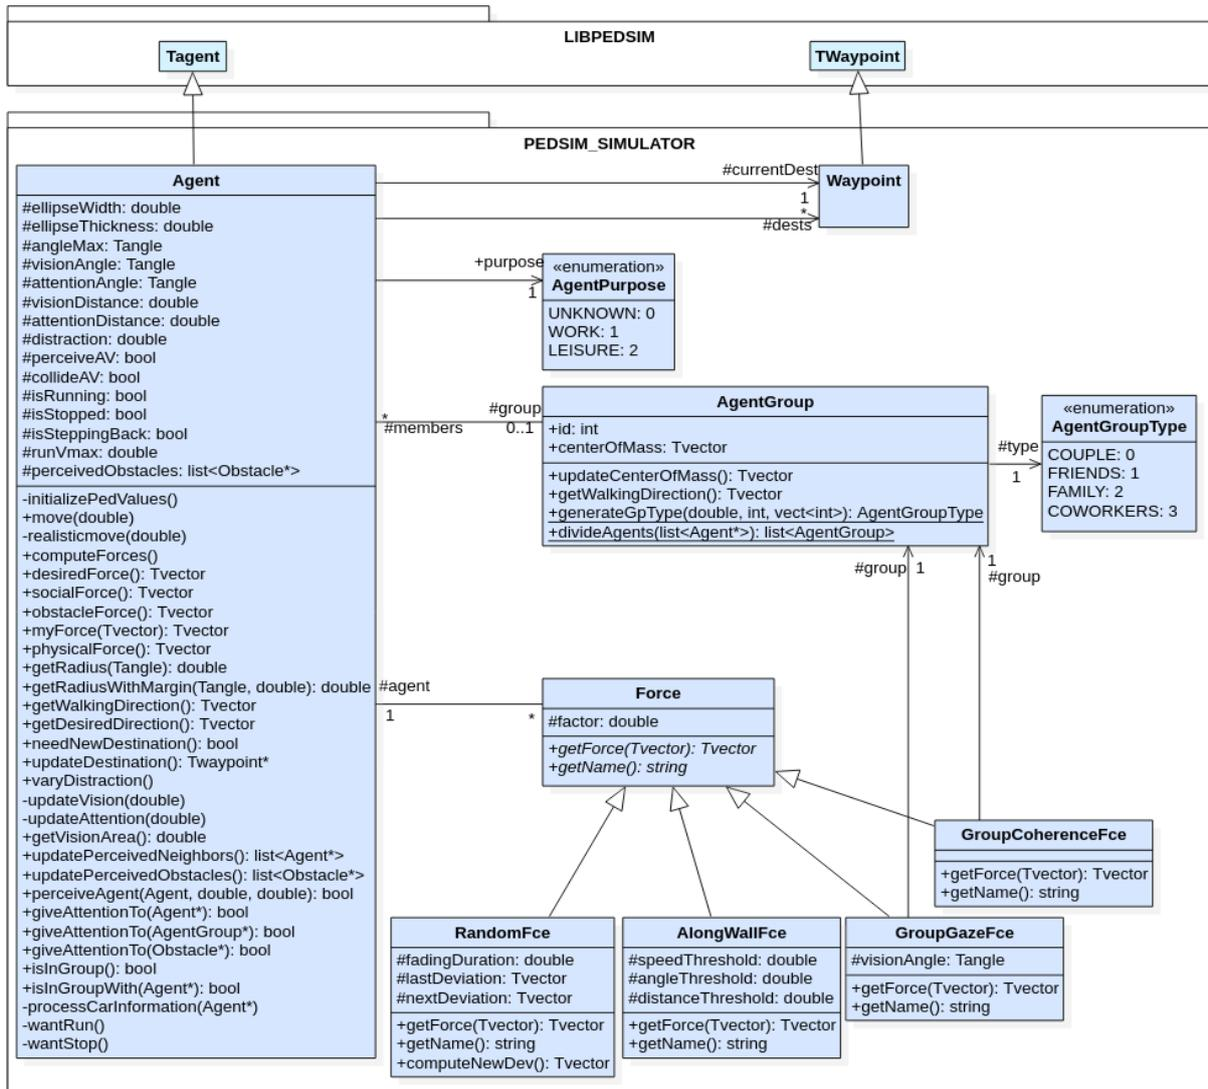 LIBPEDSIM
Tagent
TWaypoint
PEDSIM_SIMULATOR
Agent
#ellipseWidth: double
#ellipseThickness: double
#angleMax: Tangle
#visionAngle: Tangle
#attentionAngle: Tangle
#visionDistance: double
#attentionDistance: double
#distraction: double
#perceiveAV: bool
#collideAV: bool
#isRunning: bool
#isStopped: bool
#isSteppingBack: bool
#runVmax: double
#perceivedObstacles: list<Obstacle*>
-initializePedValues()
+move(double)
-realisticmove(double)
+computeForces()
+desiredForce(): Tvector
+socialForce(): Tvector
+obstacleForce(): Tvector
+myForce(Tvector): Tvector
+physicalForce(): Tvector
+getRadius(Tangle): double
+getRadiusWithMargin(Tangle, double): double
+getWalkingDirection(): Tvector
+getDesiredDirection(): Tvector
+needNewDestination(): bool
+updateDestination(): Twaypoint*
+varyDistraction()
-updateVision(double)
-updateAttention(double)
+getVisionArea(): double
+updatePerceivedNeighbors(): list<Agent*>
+updatePerceivedObstacles(): list<Obstacle*>
+perceiveAgent(Agent, double, double): bool
+giveAttentionTo(Agent*): bool
+giveAttentionTo(AgentGroup*): bool
+giveAttentionTo(Obstacle*): bool
+isInGroup(): bool
+isInGroupWith(Agent*): bool
-processCarInformation(Agent*)
-wantRun()
-wantStop()
#currentDest
1
*
#dests
Waypoint
+purpose
1
«enumeration»
AgentPurpose
UNKNOWN: 0
WORK: 1
LEISURE: 2
*
#members
#group
0..1
AgentGroup
+id: int
+centerOfMass: Tvector
+updateCenterOfMass(): Tvector
+getWalkingDirection(): Tvector
+generateGpType(double, int, vect<int>): AgentGroupType
+divideAgents(list<Agent*>): list<AgentGroup>
#type
1
«enumeration»
AgentGroupType
COUPLE: 0
FRIENDS: 1
FAMILY: 2
COWORKERS: 3
#group 1
1
#group
#agent
1
*
Force
#factor: double
+getForce(Tvector): Tvector
+getName(): string
GroupCoherenceFce
+getForce(Tvector): Tvector
+getName(): string
RandomFce
#fadingDuration: double
#lastDeviation: Tvector
#nextDeviation: Tvector
+getForce(Tvector): Tvector
+getName(): string
+computeNewDev(): Tvector
AlongWallFce
#speedThreshold: double
#angleThreshold: double
#distanceThreshold: double
+getForce(Tvector): Tvector
+getName(): string
GroupGazeFce
#visionAngle: Tangle
+getForce(Tvector): Tvector
+getName(): string